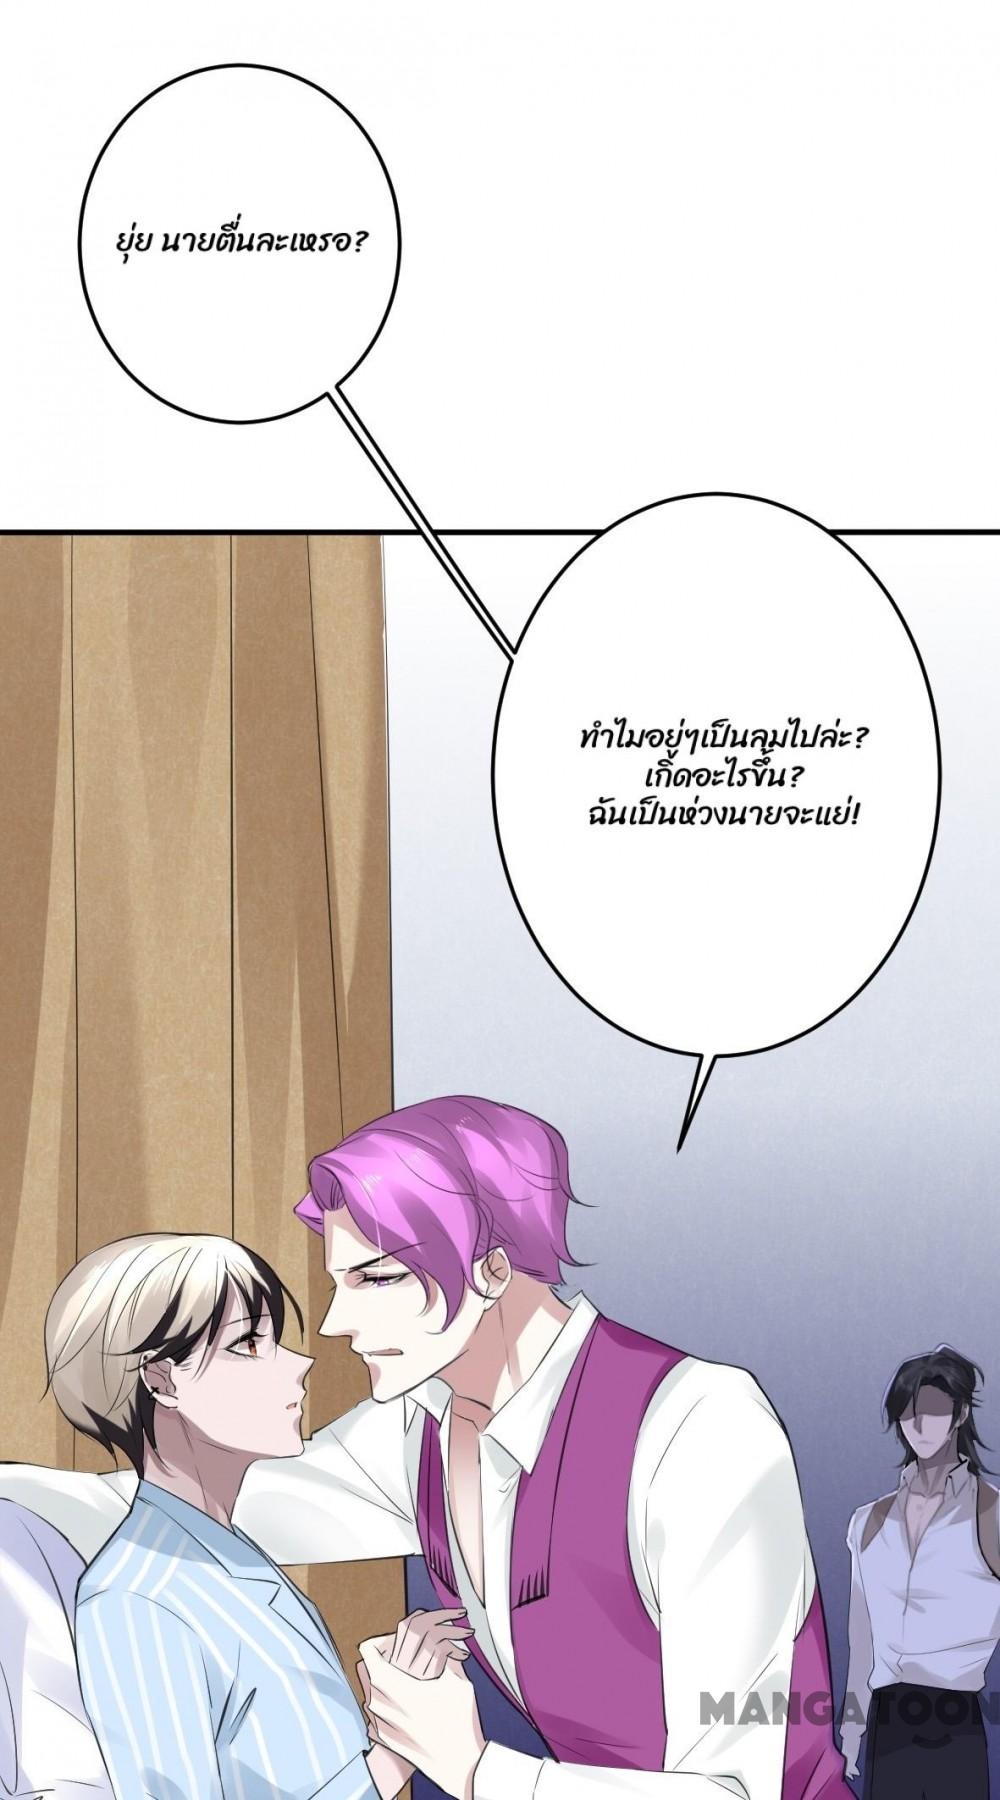 ยุ่ย นายตื่นละเหรอ?
ทำไมอยู่ๆเป็นลมไปล่ะ?
เกิดอะไรขึ้น?
ฉันเป็นห่วงนายจะแย่!
MANGATOON